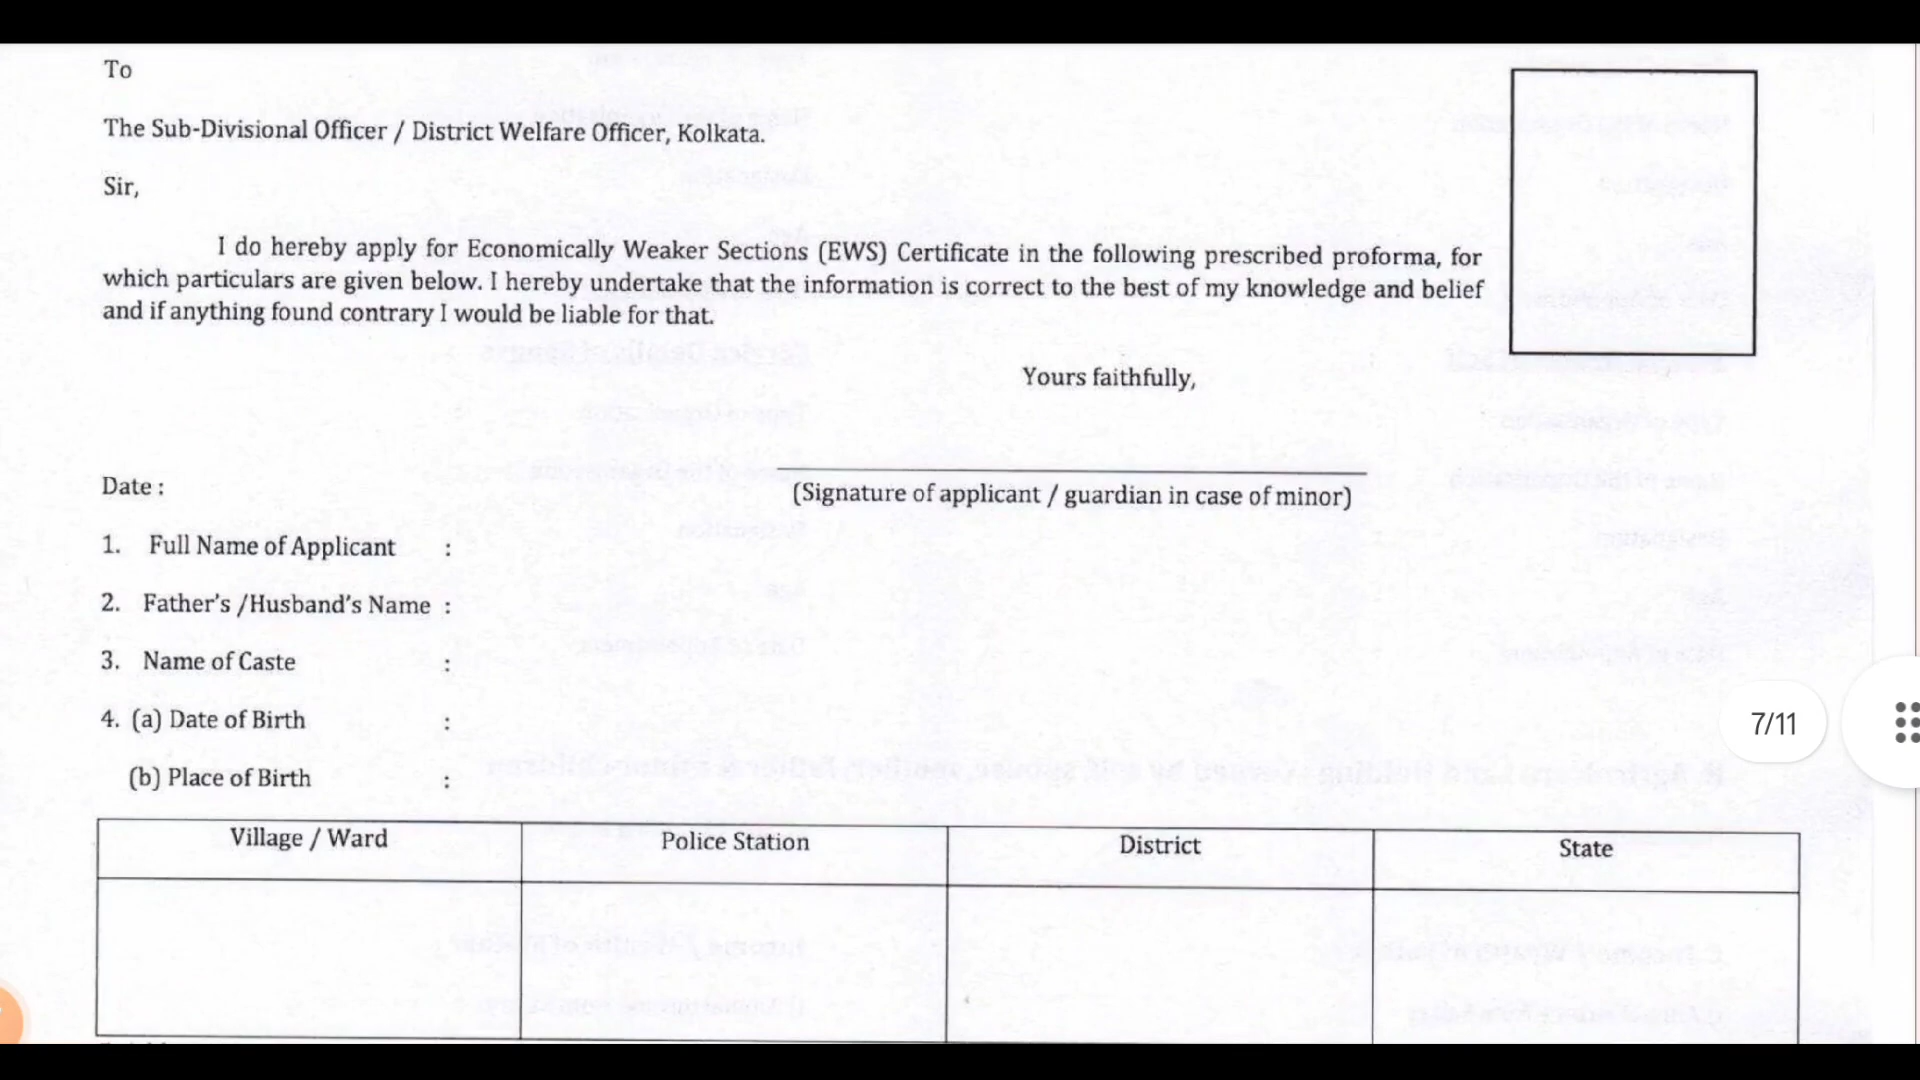 To
The Sub-Divisional Officer / District Welfare Officer, Kolkata.
Sir,
I do hereby apply for Economically Weaker Sections (EWS) Certificate in the following prescribed proforma, for
which particulars are given below. I hereby undertake that the information is correct to the best of my knowledge and belief
and if anything found contrary I would be liable for that.
Yours faithfully,
Date :
(Signature of applicant / guardian in case of minor)
1. Full Name of Applicant :
2. Father's /Husband's Name :
3. Name of Caste :
4. (a) Date of Birth :
(b) Place of Birth :
7/11
Village / Ward Police Station District State